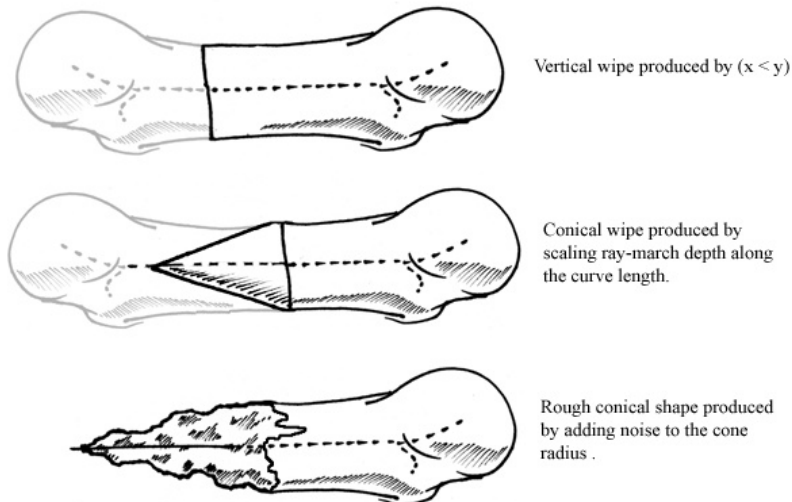 Vertical wipe produced by (x < y)
Conical wipe produced by
scaling ray-march depth along
the curve length.
Rough conical shape produced
by adding noise to the cone
radius .